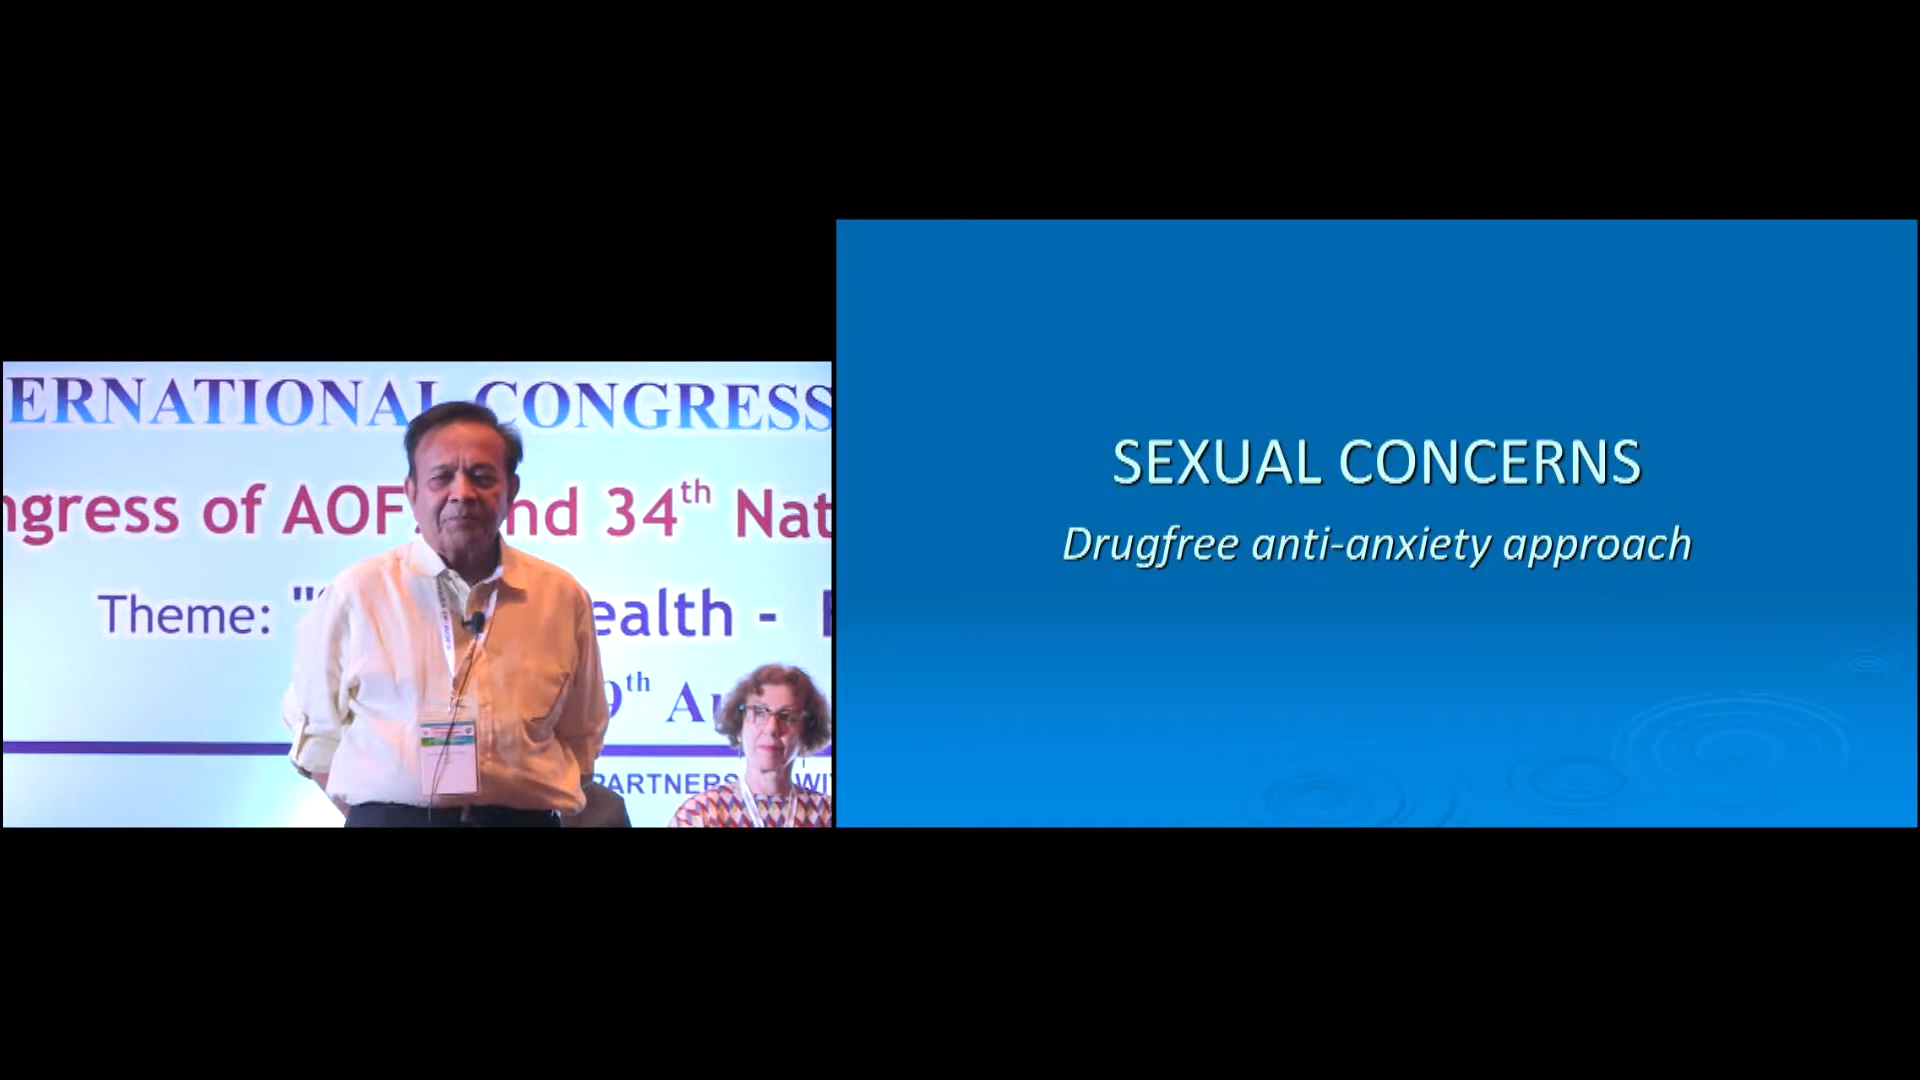 ERNATIONAL CONGRESS
ngress of AOF and 34th Nat
Theme: " ealth -
9th Au
PARTNERS WI
SEXUAL CONCERNS
Drugfree anti-anxiety approach